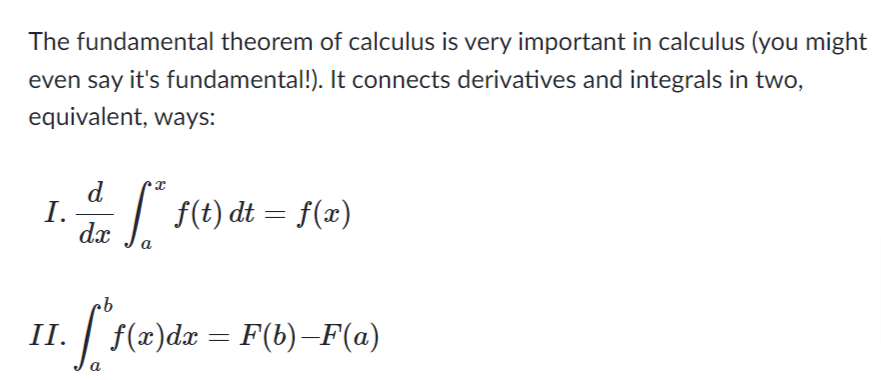 The fundamental theorem of calculus is very important in calculus (you might
even say it's fundamental!). It connects derivatives and integrals in two,
equivalent, ways:
I. \frac{d}{dx} \int_a^x f(t) dt = f(x)
II. \int_a^b f(x)dx = F(b)–F(a)